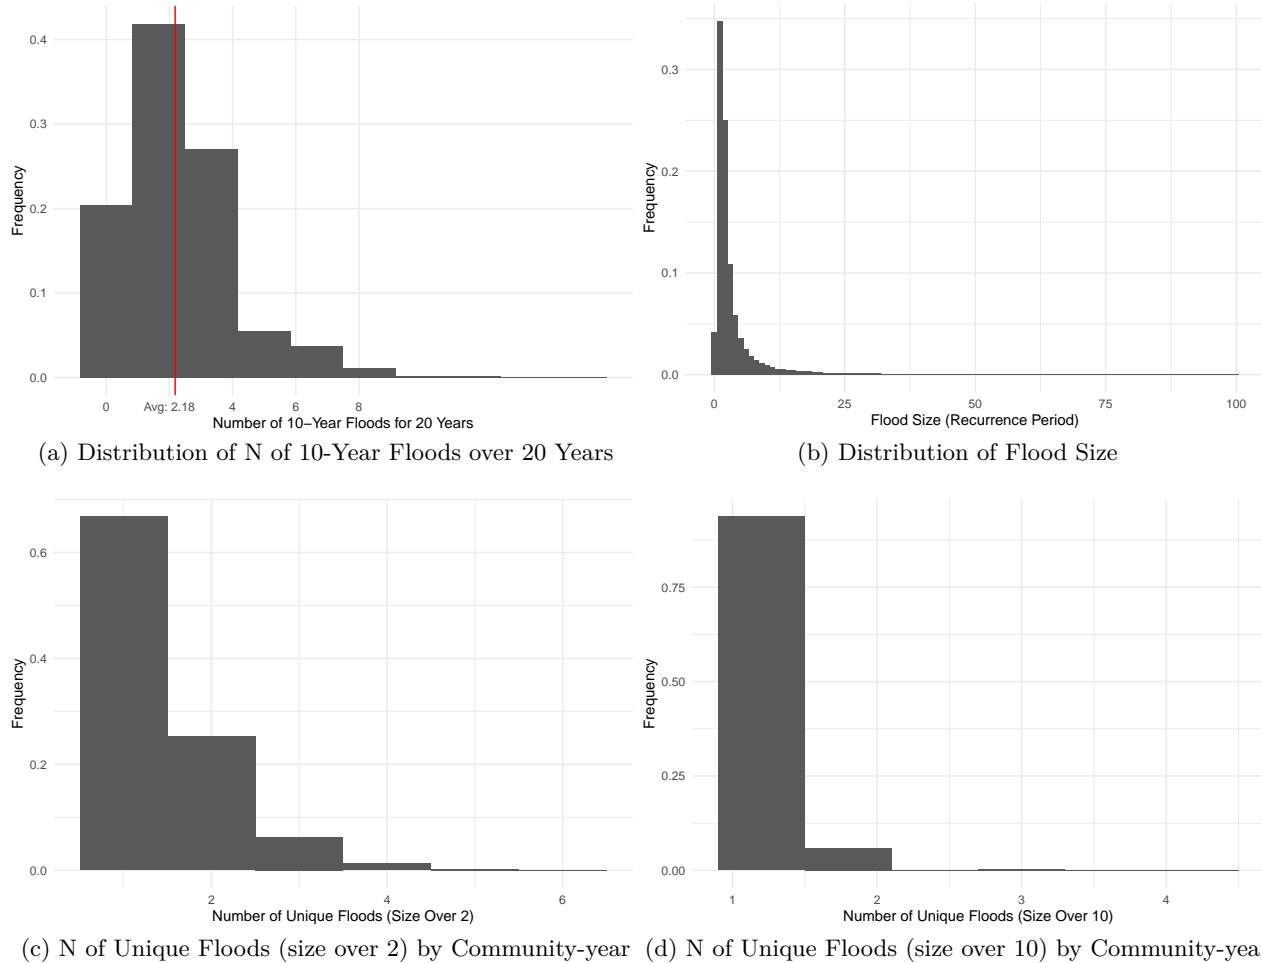 0.4
0.3
0.2
0.1
0.0
Frequency
0 Avg: 2.18 4 6 8
Number of 10−Year Floods for 20 Years
(a) Distribution of N of 10-Year Floods over 20 Years
0.3
0.2
0.1
0.0
Frequency
0 25 50 75 100
Flood Size (Recurrence Period)
(b) Distribution of Flood Size
0.6
0.4
0.2
0.0
Frequency
2 4 6
Number of Unique Floods (Size Over 2)
(c) N of Unique Floods (size over 2) by Community-year
0.75
0.50
0.25
0.00
Frequency
1 2 3 4
Number of Unique Floods (Size Over 10)
(d) N of Unique Floods (size over 10) by Community-yea